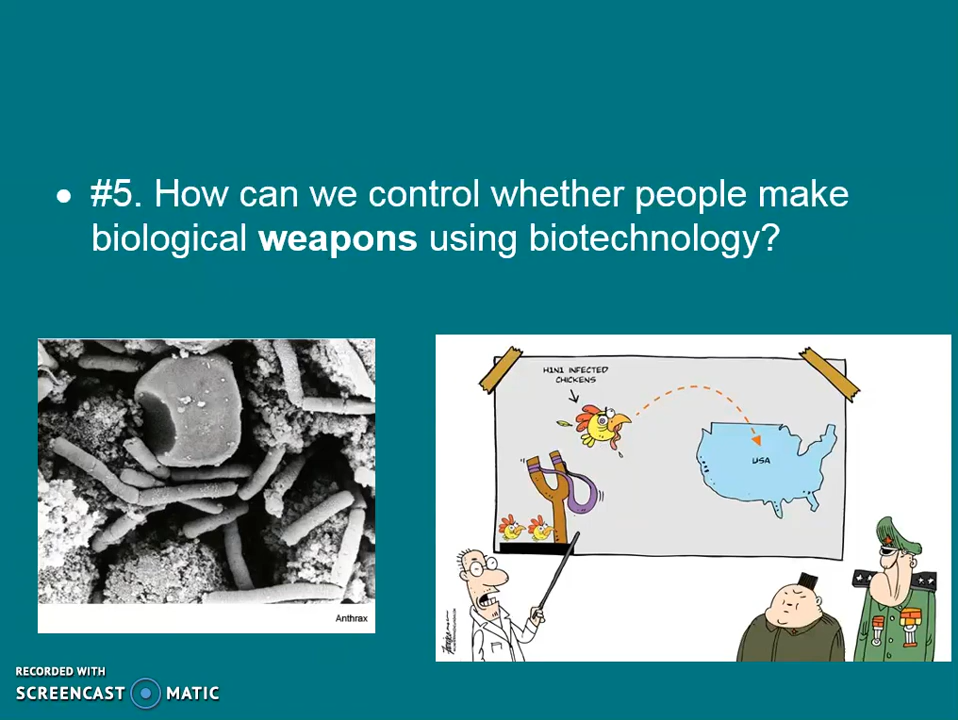 #5. How can we control whether people make
biological weapons using biotechnology?
H1N1 INFECTED
CHICKENS
USA
Anthrax
RECORDED WITH
SCREENCAST MATIC